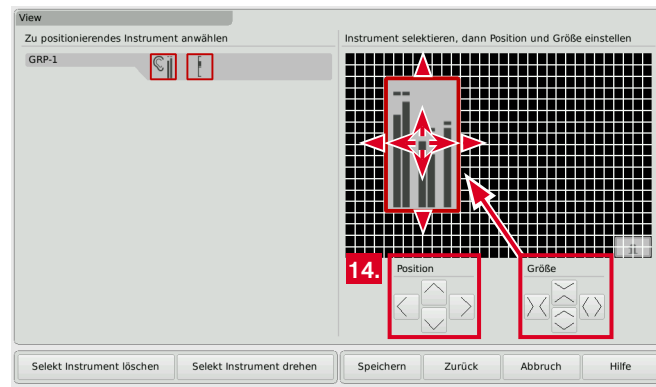 View
Zu positionierendes Instrument anwählen
Instrument selektieren, dann Position und Größe einstellen
GRP-1
14.
Position
Größe
Selekt Instrument löschen
Selekt Instrument drehen
Speichern
Zurück
Abbruch
Hilfe